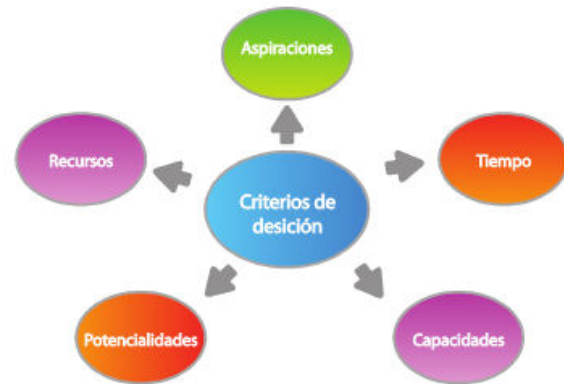 Aspiraciones
Recursos
Tiempo
Criterios de
desición
Potencialidades
Capacidades